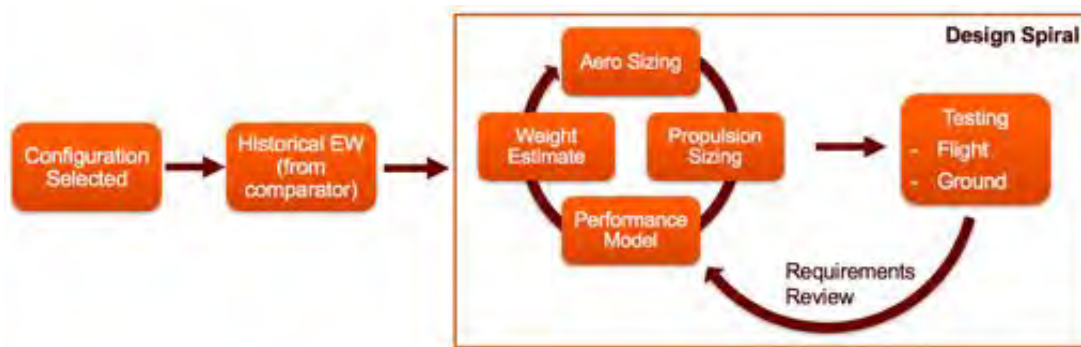 Design Spiral
Configuration
Selected
Historical EW
(from
comparator)
Aero Sizing
Weight
Estimate
Propulsion
Sizing
Performance
Model
Testing
- Flight
- Ground
Requirements
Review